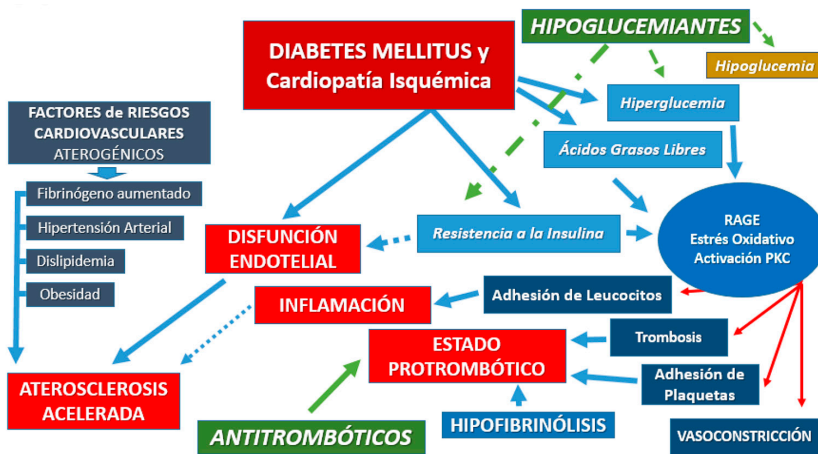 HIPOGLUCEMIANTES
DIABETES MELLITUS y
Cardiopatía Isquémica
Hipoglucemia
Hiperglucemia
FACTORES de RIESGOS
CARDIOVASCULARES
ATEROGÉNICOS
Ácidos Grasos Libres
Fibrinógeno aumentado
Hipertensión Arterial
Dislipidemia
Obesidad
DISFUNCIÓN
ENDOTELIAL
Resistencia a la Insulina
RAGE
Estrés Oxidativo
Activación PKC
INFLAMACIÓN
Adhesión de Leucocitos
ESTADO
PROTROMBÓTICO
Trombosis
Adhesión de
Plaquetas
ATEROSCLEROSIS
ACELERADA
ANTITROMBÓTICOS
HIPOFIBRINÓLISIS
VASOCONSTRICCIÓN